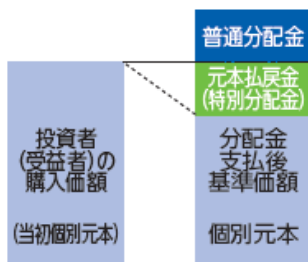 普通分配金
元本払戻金
(特別分配金)
投資者
(受益者)の
購入価額
(当初個別元本)
分配金
支払後
基準価額
個別元本